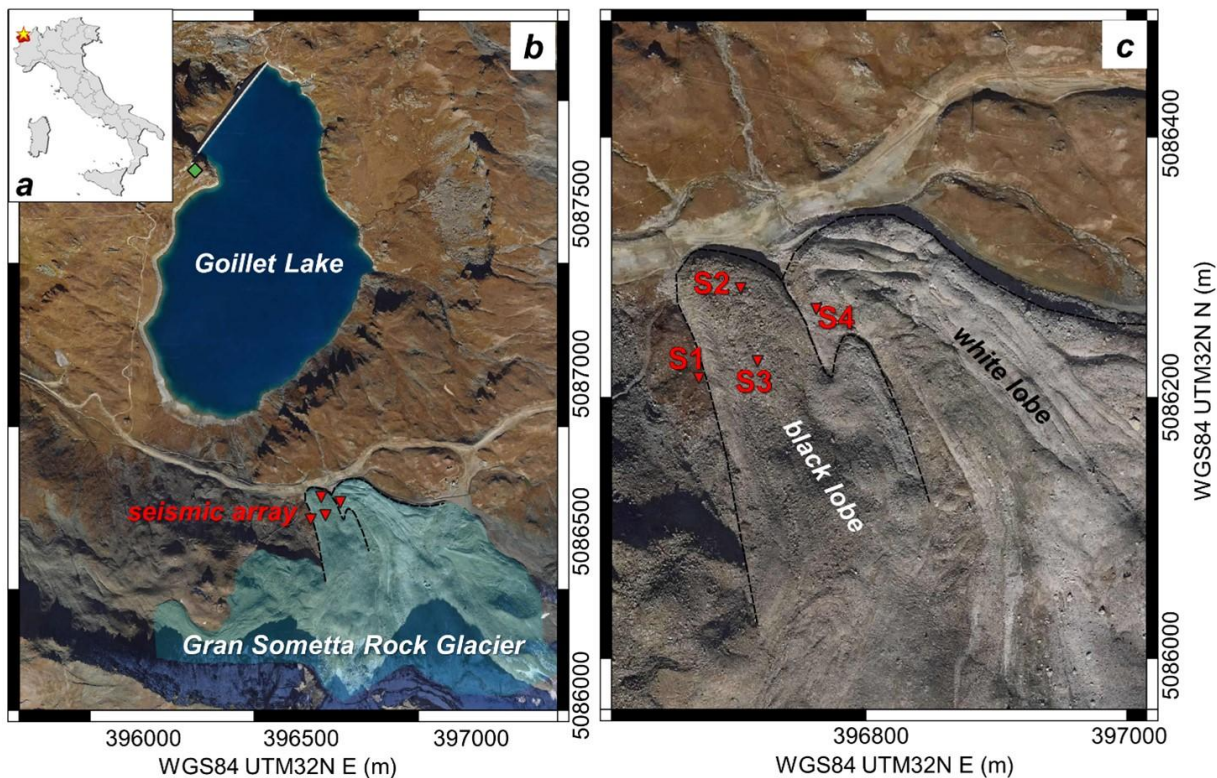 a
b
Goillet Lake
seismic array
Gran Sometta Rock Glacier
5087500
5087000
5086500
5086000
396000
396500
397000
WGS84 UTM32N E (m)
c
S2
S4
S1
S3
white lobe
black lobe
5086400
5086200
5086000
WGS84 UTM32N N (m)
396800
397000
WGS84 UTM32N E (m)